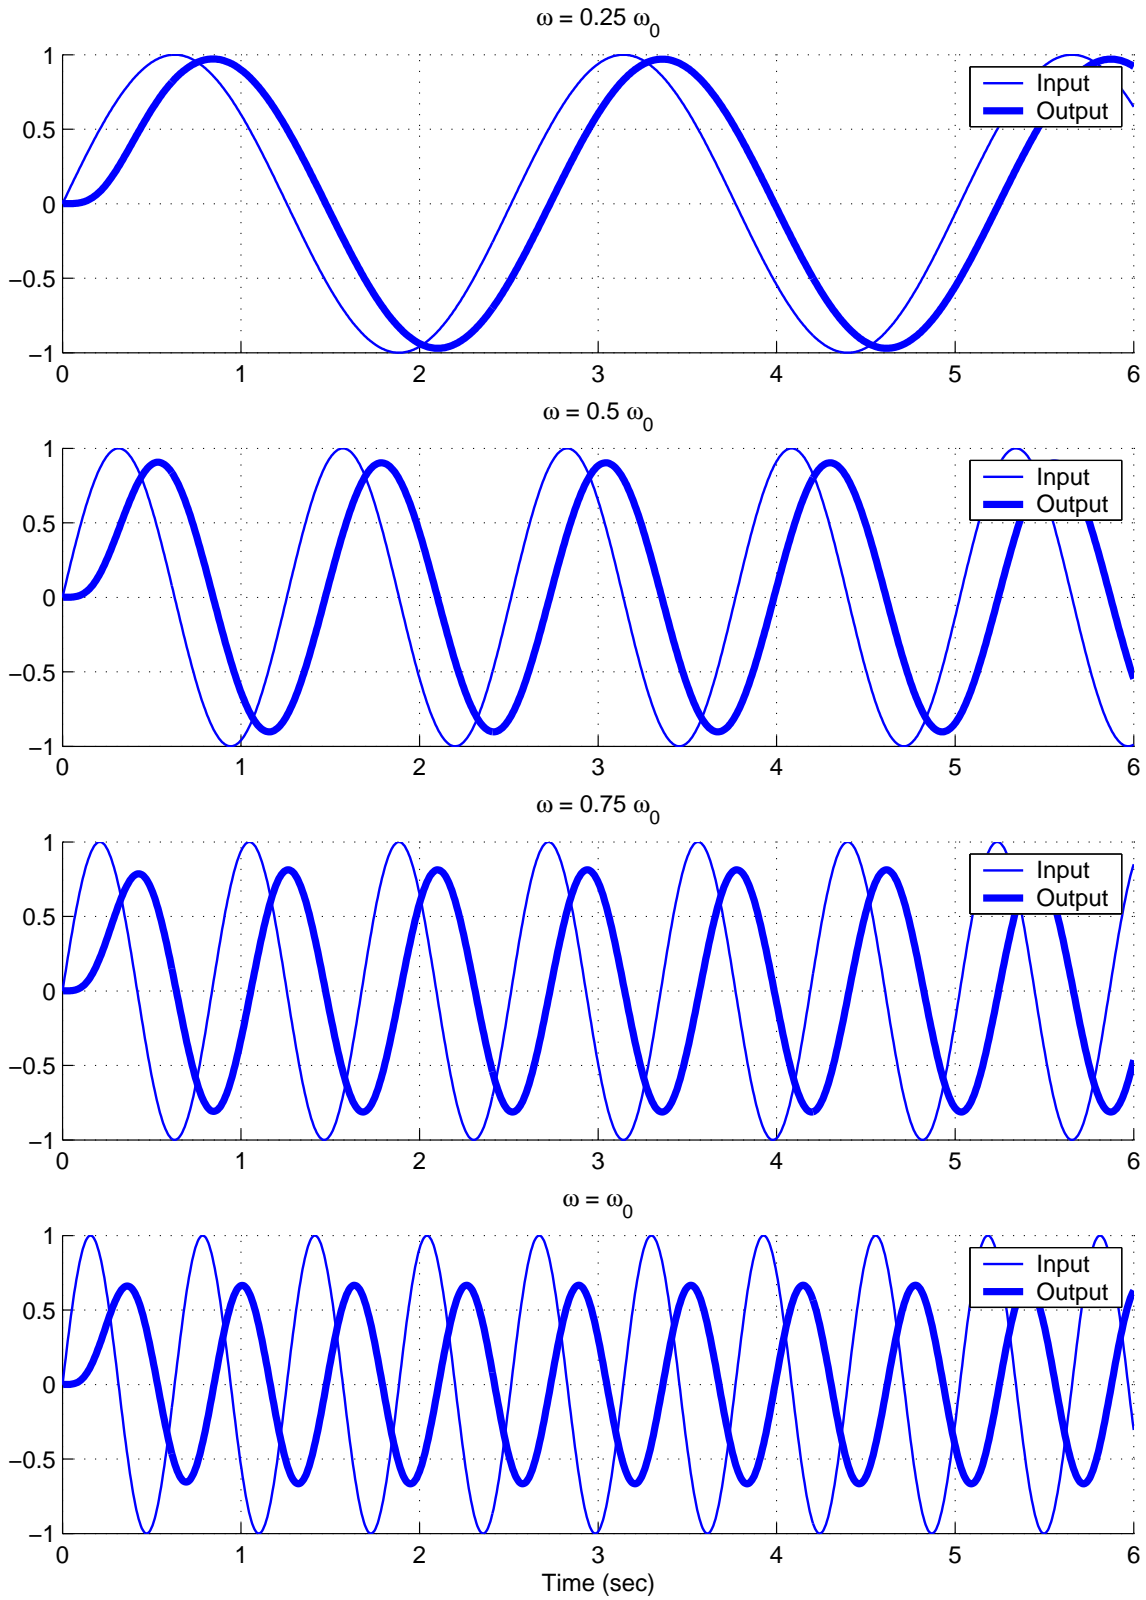 ω = 0.25 ω0
1
0.5
0
−0.5
−1
0 1 2 3 4 5 6
Input
Output
ω = 0.5 ω0
1
0.5
0
−0.5
−1
0 1 2 3 4 5 6
Input
Output
ω = 0.75 ω0
1
0.5
0
−0.5
−1
0 1 2 3 4 5 6
Input
Output
ω = ω0
1
0.5
0
−0.5
−1
0 1 2 3 4 5 6
Input
Output
Time (sec)